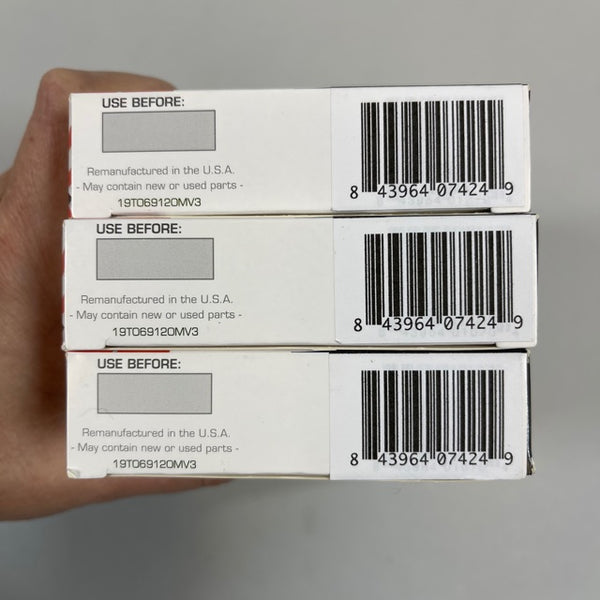 USE BEFORE:
Remanufactured in the U.S.A.
- May contain new or used parts -
19T069120MV3
8 43964 07424 9
USE BEFORE:
Remanufactured in the U.S.A.
- May contain new or used parts -
19T069120MV3
8 43964 07424 9
USE BEFORE:
Remanufactured in the U.S.A.
- May contain new or used parts -
19T069120MV3
8 43964 07424 9